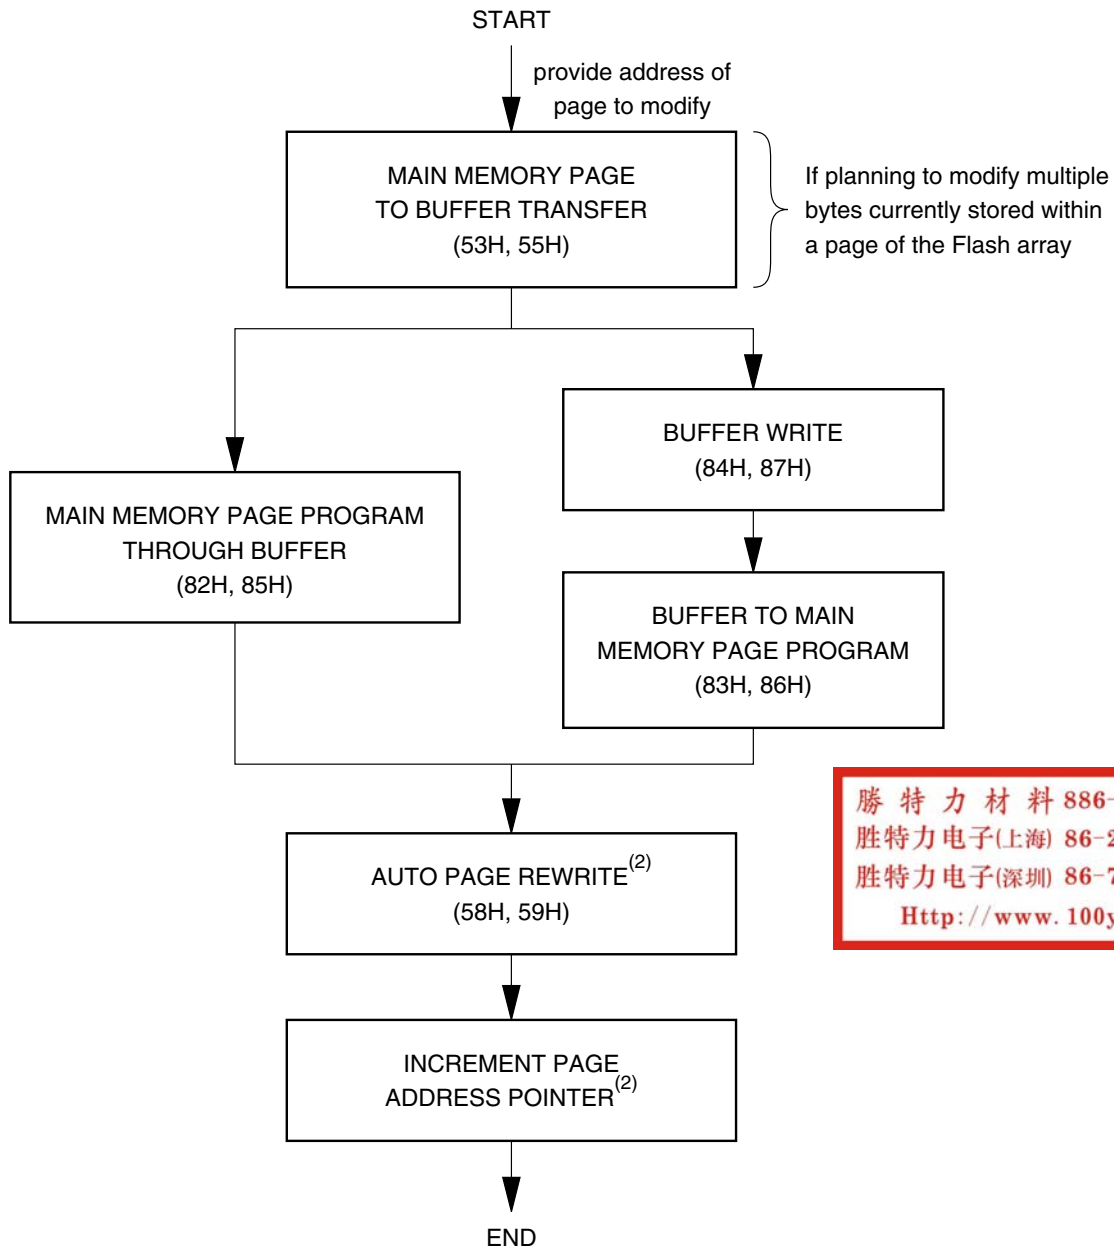 START
provide address of
page to modify
MAIN MEMORY PAGE
TO BUFFER TRANSFER
(53H, 55H)
If planning to modify multiple
bytes currently stored within
a page of the Flash array
BUFFER WRITE
(84H, 87H)
MAIN MEMORY PAGE PROGRAM
THROUGH BUFFER
(82H, 85H)
BUFFER TO MAIN
MEMORY PAGE PROGRAM
(83H, 86H)
勝特力材料 886-
胜特力电子(上海) 86-2
胜特力电子(深圳) 86-7
Http://www.100y
AUTO PAGE REWRITE(2)
(58H, 59H)
INCREMENT PAGE
ADDRESS POINTER(2)
END